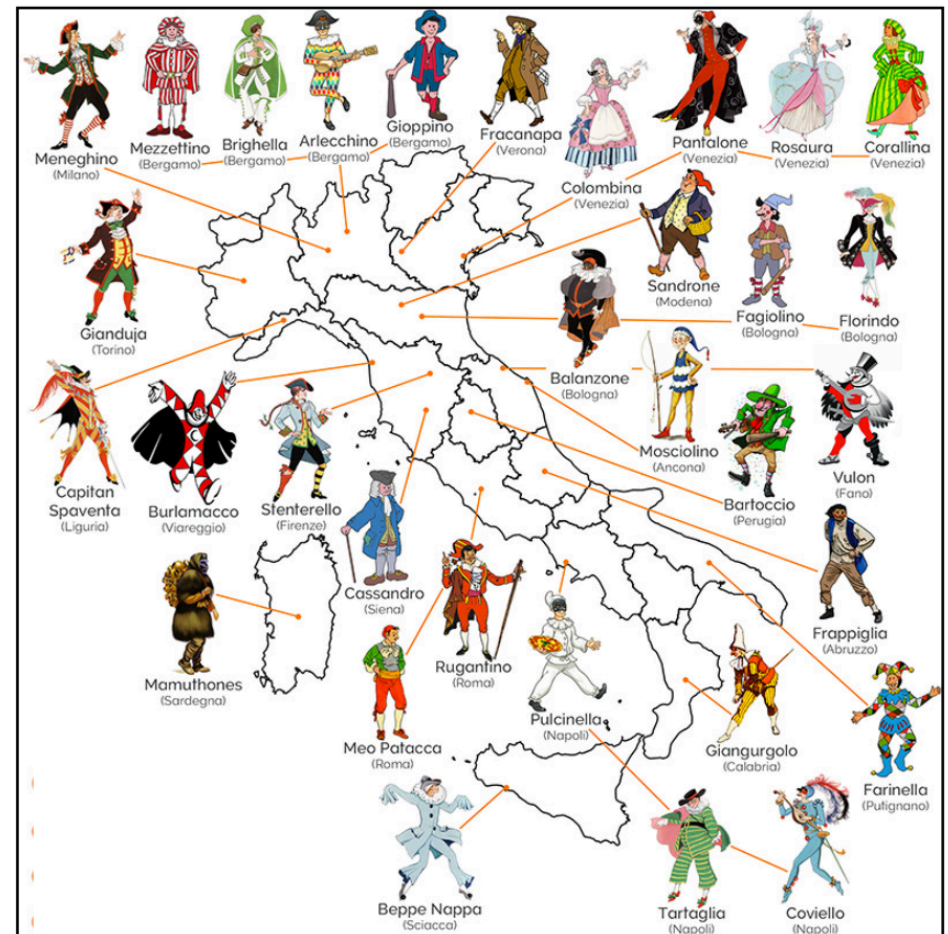 Meneghino
(Milano)
Mezzettino
(Bergamo)
Brighella
(Bergamo)
Arlecchino
(Bergamo)
Gioppino
(Bergamo)
Fracanapa
(Verona)
Colombina
(Venezia)
Pantalone
(Venezia)
Rosaura
(Venezia)
Corallina
(Venezia)
Gianduja
(Torino)
Sandrone
(Modena)
Fagiolino
(Bologna)
Florindo
(Bologna)
Balanzone
(Bologna)
Capitan
Spaventa
(Liguria)
Burlamacco
(Viareggio)
C
Stenterello
(Firenze)
Mosciolino
(Ancona)
Bartoccio
(Perugia)
Vulon
(Fano)
Cassandro
(Siena)
Mamuthones
(Sardegna)
Rugantino
(Roma)
Frappiglia
(Abruzzo)
Meo Patacca
(Roma)
Pulcinella
(Napoli)
Giangurgolo
(Calabria)
Farinella
(Putignano)
Beppe Nappa
(Sciacca)
Tartaglia
(Napoli)
Coviello
(Napoli)